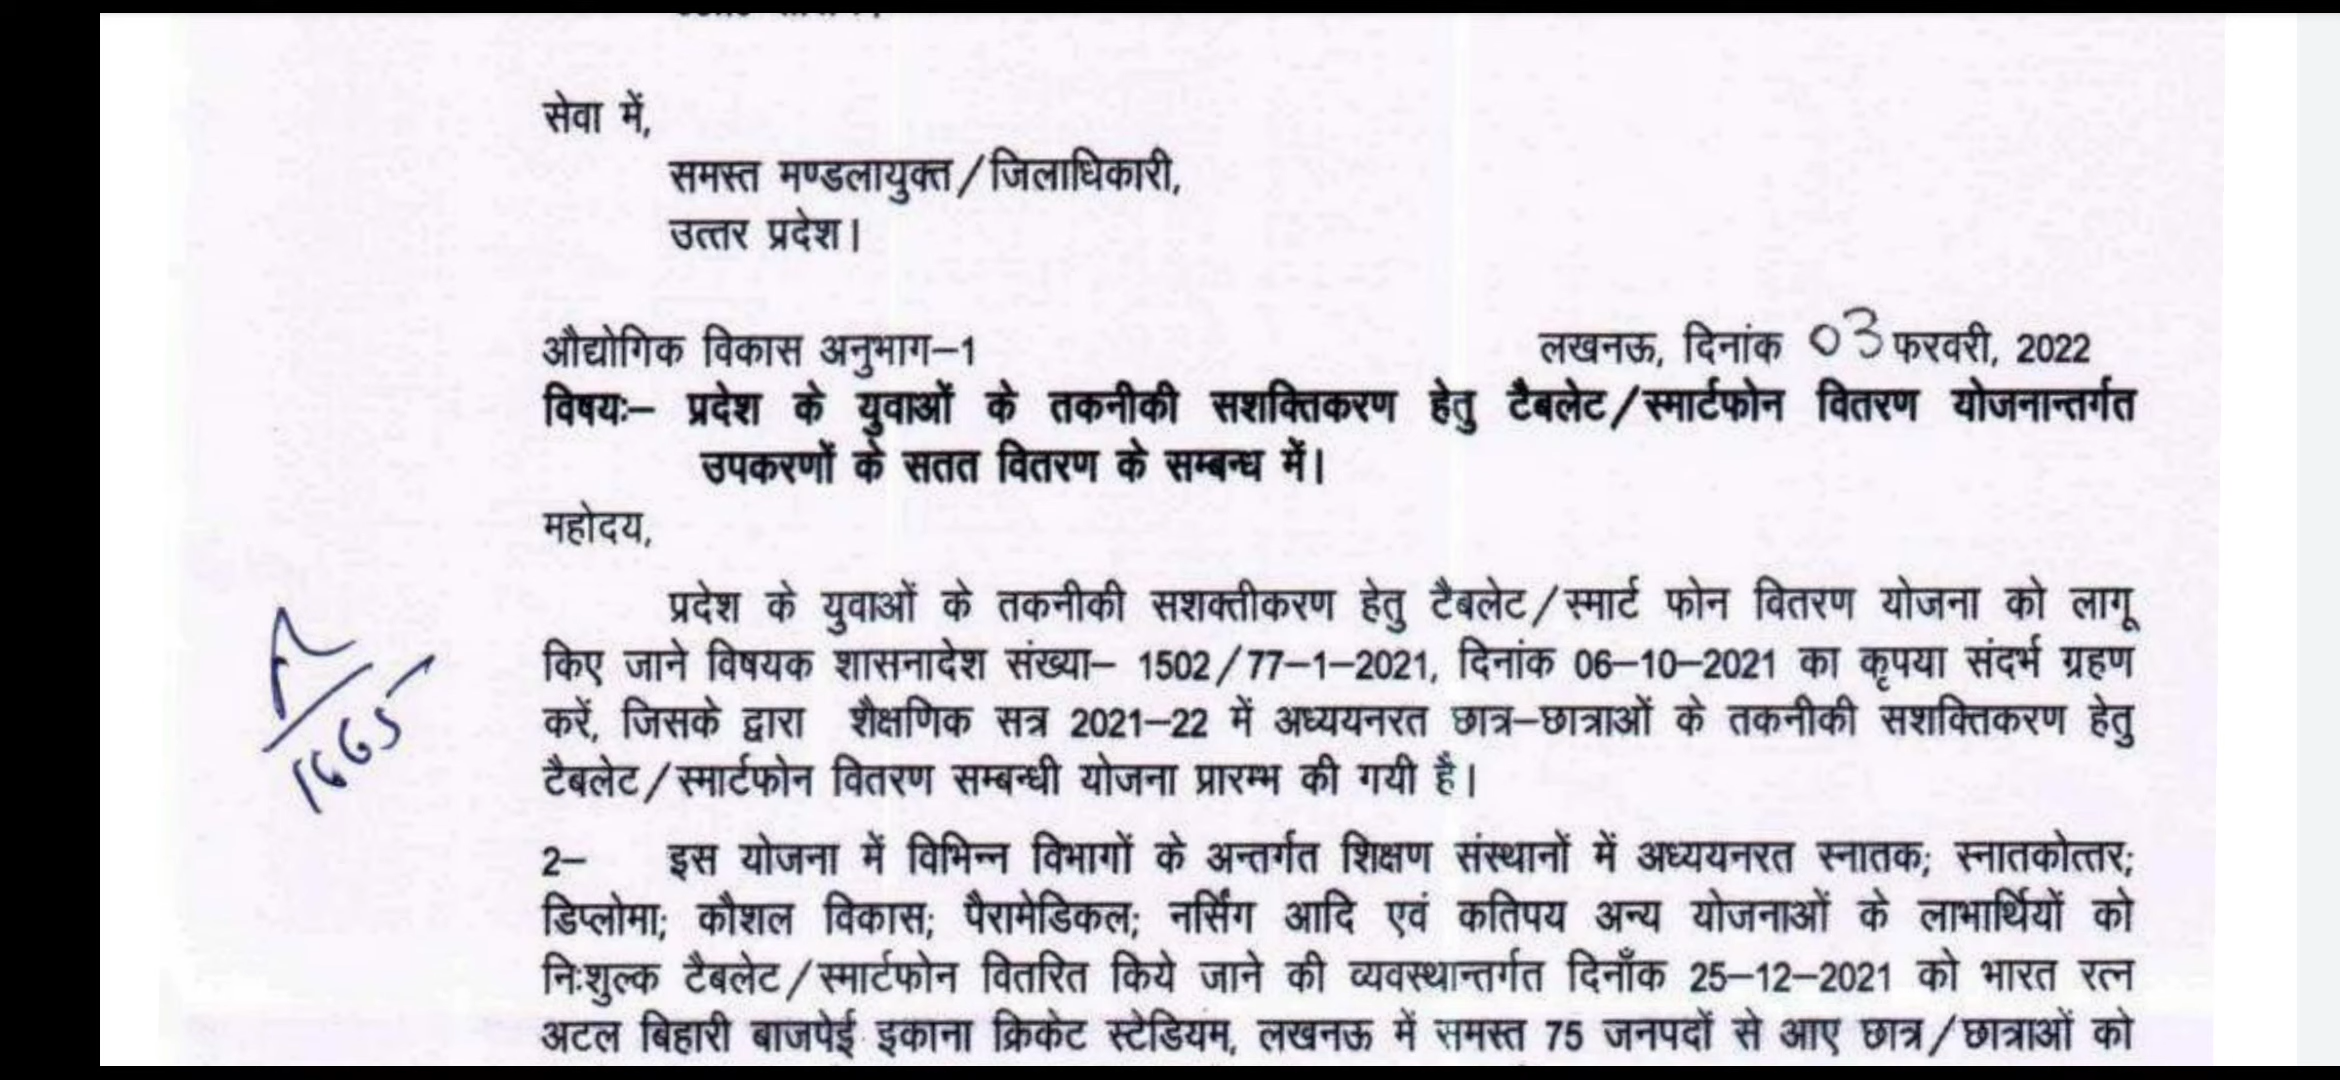 सेवा में,
समस्त मण्डलायुक्त/जिलाधिकारी,
उत्तर प्रदेश।
औद्योगिक विकास अनुभाग–1 लखनऊ, दिनांक 03 फरवरी, 2022
विषयः– प्रदेश के युवाओं के तकनीकी सशक्तिकरण हेतु टैबलेट/स्मार्टफोन वितरण योजनान्तर्गत
उपकरणों के सतत वितरण के सम्बन्ध में।
महोदय,
प्रदेश के युवाओं के तकनीकी सशक्तीकरण हेतु टैबलेट/स्मार्ट फोन वितरण योजना को लागू
किए जाने विषयक शासनादेश संख्या– 1502/77–1–2021, दिनांक 06–10–2021 का कृपया संदर्भ ग्रहण
करें, जिसके द्वारा शैक्षणिक सत्र 2021–22 में अध्ययनरत छात्र–छात्राओं के तकनीकी सशक्तिकरण हेतु
टैबलेट/स्मार्टफोन वितरण सम्बन्धी योजना प्रारम्भ की गयी है।
1665
2– इस योजना में विभिन्न विभागों के अन्तर्गत शिक्षण संस्थानों में अध्ययनरत स्नातक; स्नातकोत्तर;
डिप्लोमा; कौशल विकास; पैरामेडिकल; नर्सिंग आदि एवं कतिपय अन्य योजनाओं के लाभार्थियों को
निःशुल्क टैबलेट/स्मार्टफोन वितरित किये जाने की व्यवस्थान्तर्गत दिनाँक 25–12–2021 को भारत रत्न
अटल बिहारी बाजपेई इकाना क्रिकेट स्टेडियम, लखनऊ में समस्त 75 जनपदों से आए छात्र/छात्राओं को